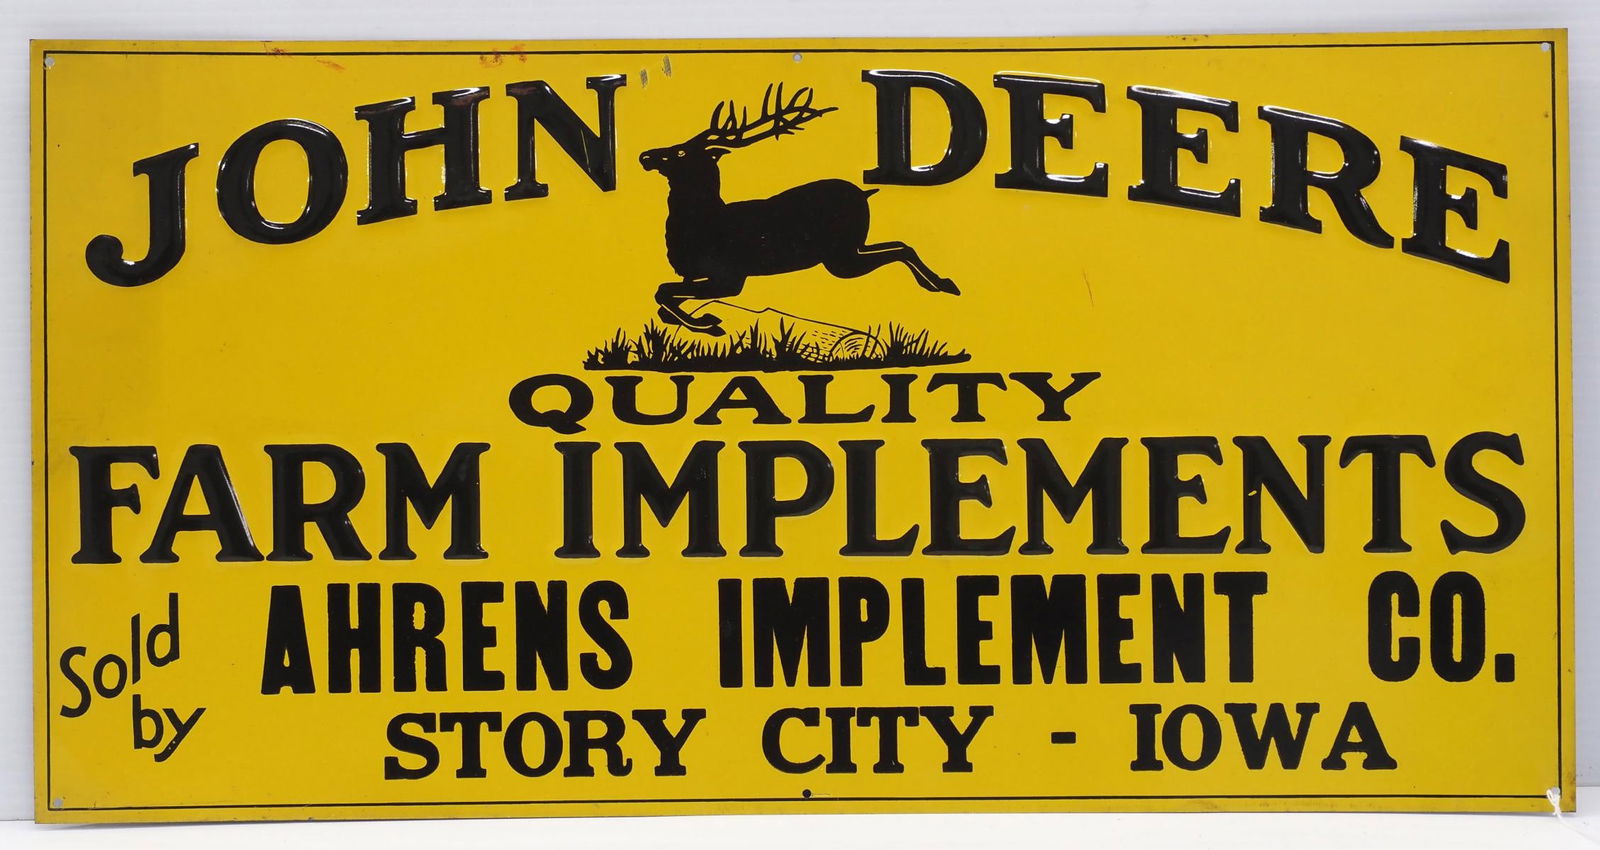 JOHN DEERE
QUALITY
FARM IMPLEMENTS
Sold by
AHRENS IMPLEMENT CO.
STORY CITY - IOWA